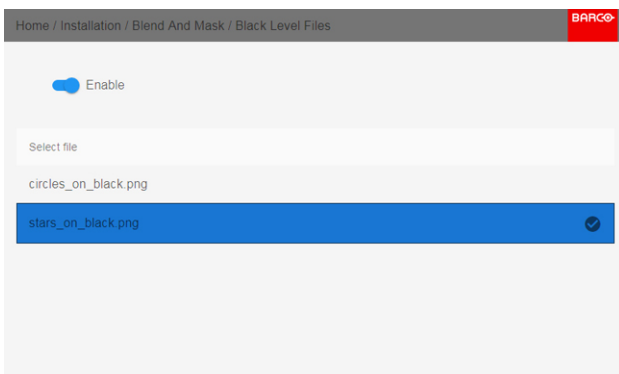 Home / Installation / Blend And Mask / Black Level Files
BARCO
Enable
Select file
circles_on_black.png
stars_on_black.png